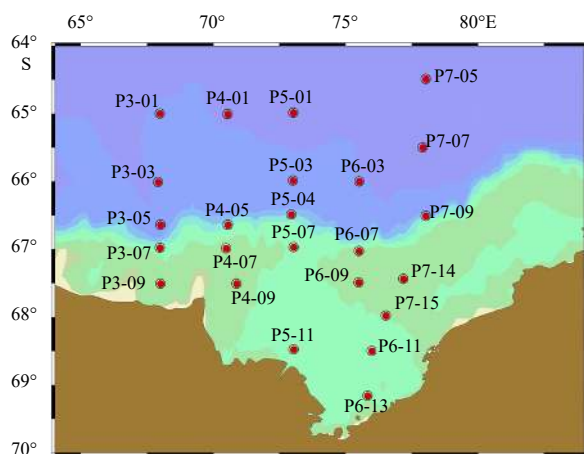 65° 70° 75° 80°E
64°
S
P7-05
P3-01 P4-01 P5-01
65°
P7-07
P3-03 P5-03 P6-03
66°
P5-04
P3-05 P4-05 P7-09
P5-07 P6-07
67°
P3-07 P4-07
P6-09 P7-14
P3-09 P4-09
68°
P7-15
P5-11 P6-11
69°
P6-13
70°